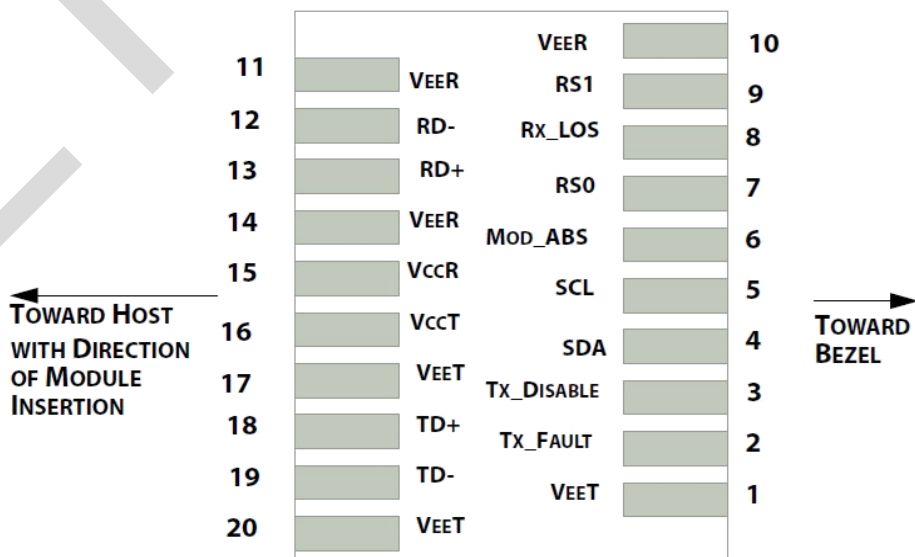 VEER 10
11 VEER
RS1 9
12 RD-
RX_LOS 8
13 RD+
RS0 7
14 VEER
MOD_ABS 6
15 VCCR
SCL 5
TOWARD HOST
WITH DIRECTION
OF MODULE
INSERTION
TOWARD
BEZEL
16 VCCT
SDA 4
17 VEET
TX_DISABLE 3
18 TD+
TX_FAULT 2
19 TD-
VEET 1
20 VEET